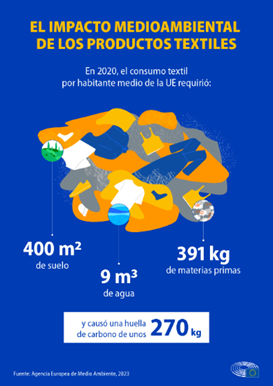 EL IMPACTO MEDIOAMBIENTAL
DE LOS PRODUCTOS TEXTILES
En 2020, el consumo textil
por habitante medio de la UE requirió:
400 m²
de suelo
9 m³
de agua
391 kg
de materias primas
y causó una huella
de carbono de unos
270 kg
Fuente: Agencia Europea de Medio Ambiente, 2023